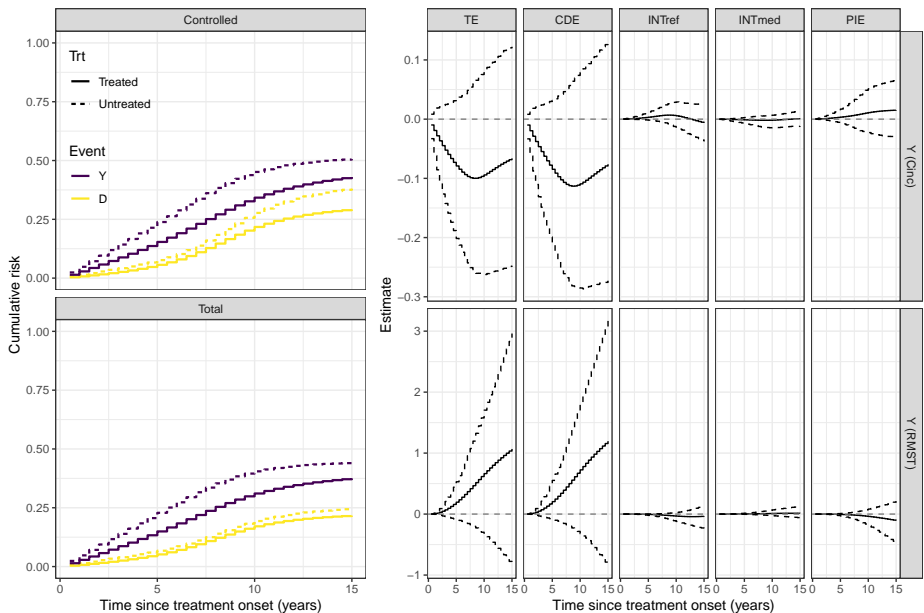 Controlled
1.00
0.75
0.50
0.25
0.00
Trt
Treated
Untreated
Event
Y
D
Total
1.00
0.75
0.50
0.25
0.00
0
5
10
15
Cumulative risk
Time since treatment onset (years)
TE
CDE
INTref
INTmed
PIE
0.1
0.0
−0.1
−0.2
−0.3
Y (CInc)
3
2
1
0
−1
Y (RMST)
Estimate
0 5 10 15
0 5 10 15
0 5 10 15
0 5 10 15
0 5 10 15
Time since treatment onset (years)